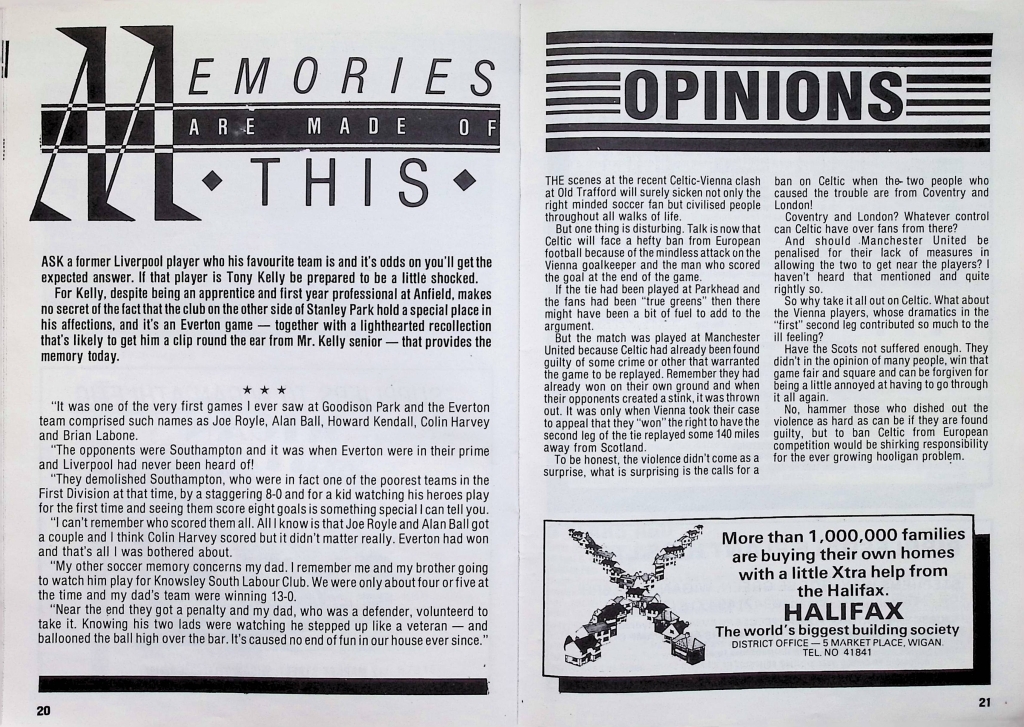 MEMORIES
ARE MADE OF
THIS
ASK a former Liverpool player who his favourite team is and it's odds on you'll get the
expected answer. If that player is Tony Kelly be prepared to be a little shocked.
For Kelly, despite being an apprentice and first year professional at Anfield, makes
no secret of the fact that the club on the other side of Stanley Park hold a special place in
his affections, and it's an Everton game — together with a lighthearted recollection
that's likely to get him a clip round the ear from Mr. Kelly senior — that provides the
memory today.
★ ★ ★
"It was one of the very first games I ever saw at Goodison Park and the Everton
team comprised such names as Joe Royle, Alan Ball, Howard Kendall, Colin Harvey
and Brian Labone.
"The opponents were Southampton and it was when Everton were in their prime
and Liverpool had never been heard of!
"They demolished Southampton, who were in fact one of the poorest teams in the
First Division at that time, by a staggering 8-0 and for a kid watching his heroes play
for the first time and seeing them score eight goals is something special I can tell you.
"I can't remember who scored them all. All I know is that Joe Royle and Alan Ball got
a couple and I think Colin Harvey scored but it didn't matter really. Everton had won
and that's all I was bothered about.
"My other soccer memory concerns my dad. I remember me and my brother going
to watch him play for Knowsley South Labour Club. We were only about four or five at
the time and my dad's team were winning 13-0.
"Near the end they got a penalty and my dad, who was a defender, volunteerd to
take it. Knowing his two lads were watching he stepped up like a veteran — and
ballooned the ball high over the bar. It's caused no end of fun in our house ever since."
20
OPINIONS
THE scenes at the recent Celtic-Vienna clash
at Old Trafford will surely sicken not only the
right minded soccer fan but civilised people
throughout all walks of life.
But one thing is disturbing. Talk is now that
Celtic will face a hefty ban from European
football because of the mindless attack on the
Vienna goalkeeper and the man who scored
the goal at the end of the game.
If the tie had been played at Parkhead and
the fans had been "true greens" then there
might have been a bit of fuel to add to the
argument.
But the match was played at Manchester
United because Celtic had already been found
guilty of some crime or other that warranted
the game to be replayed. Remember they had
already won on their own ground and when
their opponents created a stink, it was thrown
out. It was only when Vienna took their case
to appeal that they "won" the right to have the
second leg of the tie replayed some 140 miles
away from Scotland.
To be honest, the violence didn't come as a
surprise, what is surprising is the calls for a
ban on Celtic when the two people who
caused the trouble are from Coventry and
London!
Coventry and London? Whatever control
can Celtic have over fans from there?
And should Manchester United be
penalised for their lack of measures in
allowing the two to get near the players? I
haven't heard that mentioned and quite
rightly so.
So why take it all out on Celtic. What about
the Vienna players, whose dramatics in the
"first" second leg contributed so much to the
ill feeling?
Have the Scots not suffered enough. They
didn't in the opinion of many people, win that
game fair and square and can be forgiven for
being a little annoyed at having to go through
it all again.
No, hammer those who dished out the
violence as hard as can be if they are found
guilty, but to ban Celtic from European
competition would be shirking responsibility
for the ever growing hooligan problem.
More than 1,000,000 families
are buying their own homes
with a little Xtra help from
the Halifax.
HALIFAX
The world's biggest building society
DISTRICT OFFICE — 5 MARKET PLACE, WIGAN.
TEL. NO 41841
21